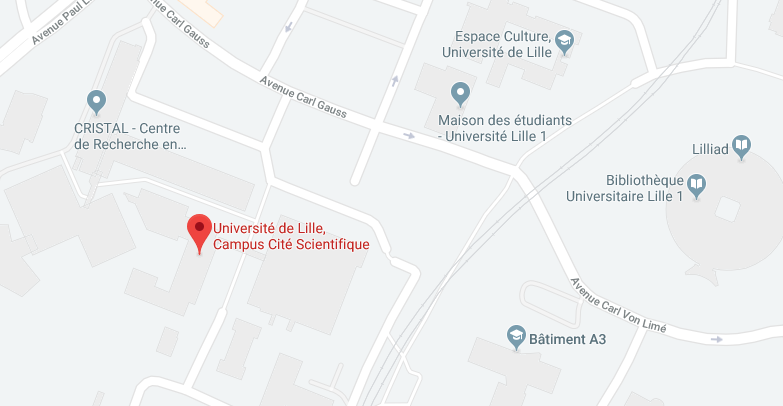 Avenue Paul L
Avenue Carl Gauss
Espace Culture,
Université de Lille
Avenue Carl Gauss
Maison des étudiants
- Université Lille 1
CRISTAL - Centre
de Recherche en...
Lilliad
Bibliothèque
Universitaire Lille 1
Université de Lille,
Campus Cité Scientifique
Avenue Carl Von Limé
Bâtiment A3